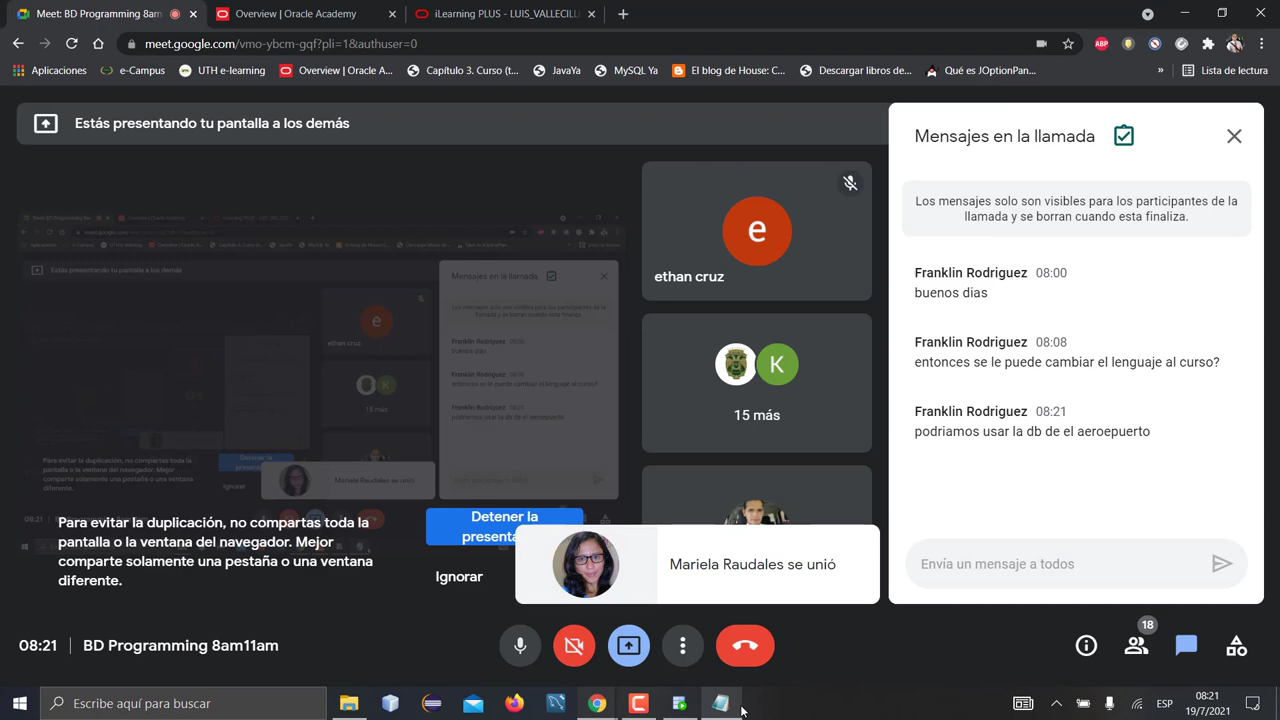 Meet: BD Programming 8am
Overview | Oracle Academy
iLearning PLUS - LUIS_VALLECILL
meet.google.com/vmo-ybcm-gqf?pli=1&authuser=0
ABP
Aplicaciones
e-Campus
UTH e-learning
Overview | Oracle A...
Capítulo 3. Curso (t...
JavaYa
MySQL Ya
El blog de House: C...
Descargar libros de...
Qué es JOptionPan...
»
Lista de lectura
Estás presentando tu pantalla a los demás
Mensajes en la llamada
Los mensajes solo son visibles para los participantes de la
llamada y se borran cuando esta finaliza.
e
ethan cruz
Franklin Rodriguez 08:00
buenos dias
Franklin Rodriguez 08:08
entonces se le puede cambiar el lenguaje al curso?
K
15 más
Franklin Rodriguez 08:21
podriamos usar la db de el aeroepuerto
Para evitar la duplicación, no compartas toda la
pantalla o la ventana del navegador. Mejor
comparte solamente una pestaña o una ventana
diferente.
Detener la
Ignorar
Mariela Raudales se unió
Envía un mensaje a todos
08:21 | BD Programming 8am11am
18
Escribe aquí para buscar
ESP
08:21
19/7/2021